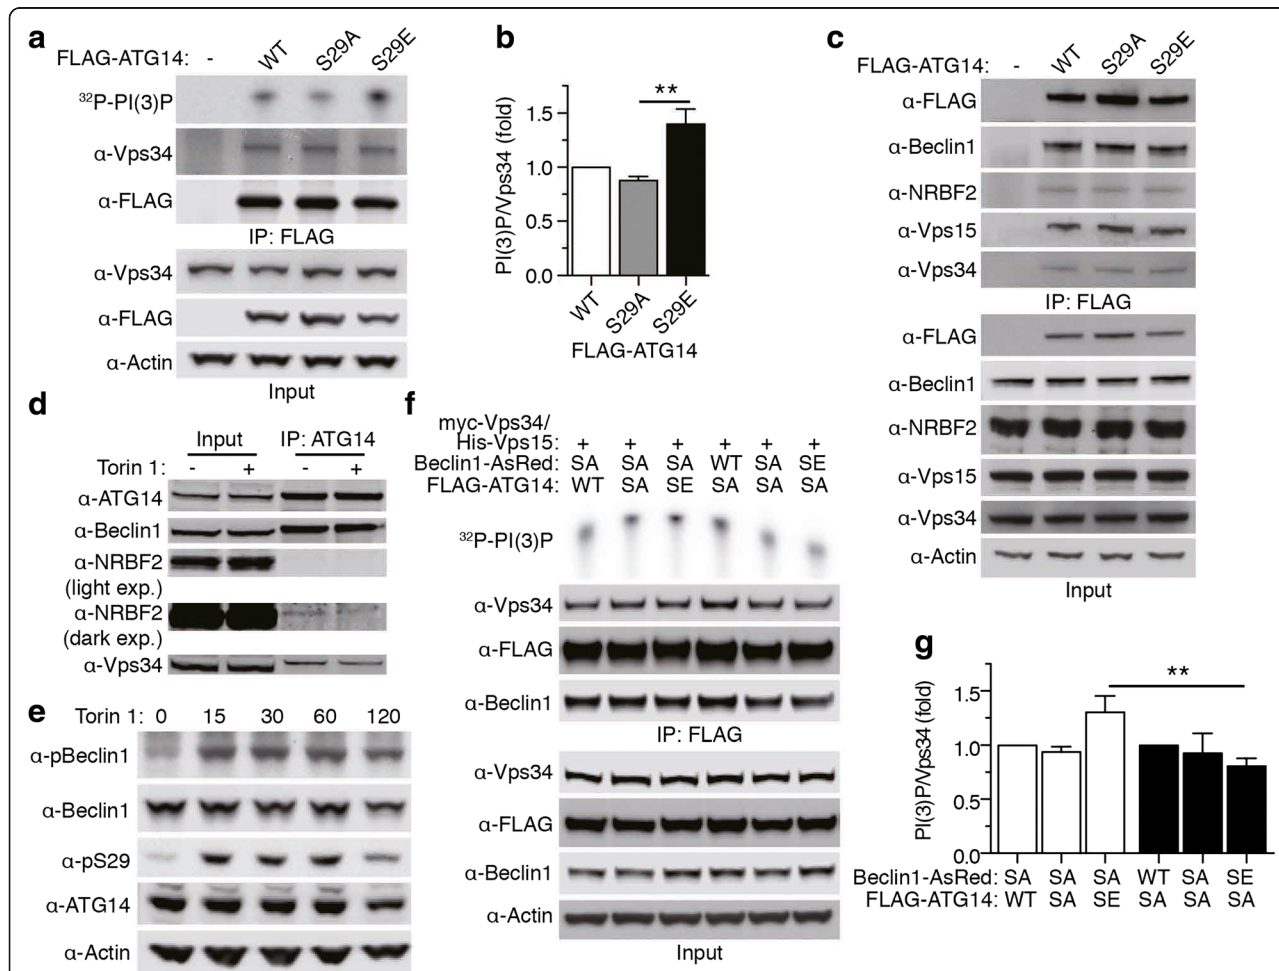 a
FLAG-ATG14: - WT S29A S29E
³²P-PI(3)P
α-Vps34
α-FLAG
IP: FLAG
α-Vps34
α-FLAG
α-Actin
Input
b
PI(3)P/Vps34 (fold)
**
1.5
1.0
0.5
0.0
WT S29A S29E
FLAG-ATG14
c
FLAG-ATG14: - WT S29A S29E
α-FLAG
α-Beclin1
α-NRBF2
α-Vps15
α-Vps34
IP: FLAG
α-FLAG
α-Beclin1
α-NRBF2
α-Vps15
α-Vps34
α-Actin
Input
d
Input IP: ATG14
Torin 1: - + - +
α-ATG14
α-Beclin1
α-NRBF2
(light exp.)
α-NRBF2
(dark exp.)
α-Vps34
e
Torin 1: 0 15 30 60 120
α-pBeclin1
α-Beclin1
α-pS29
α-ATG14
α-Actin
f
myc-Vps34/
His-Vps15: + + + + + +
Beclin1-AsRed: SA SA SA WT SA SE
FLAG-ATG14: WT SA SE SA SA SA
³²P-PI(3)P
α-Vps34
α-FLAG
α-Beclin1
IP: FLAG
α-Vps34
α-FLAG
α-Beclin1
α-Actin
Input
g
PI(3)P/Vps34 (fold)
**
1.5
1.0
0.5
0.0
Beclin1-AsRed: SA SA SA WT SA SE
FLAG-ATG14: WT SA SE SA SA SA